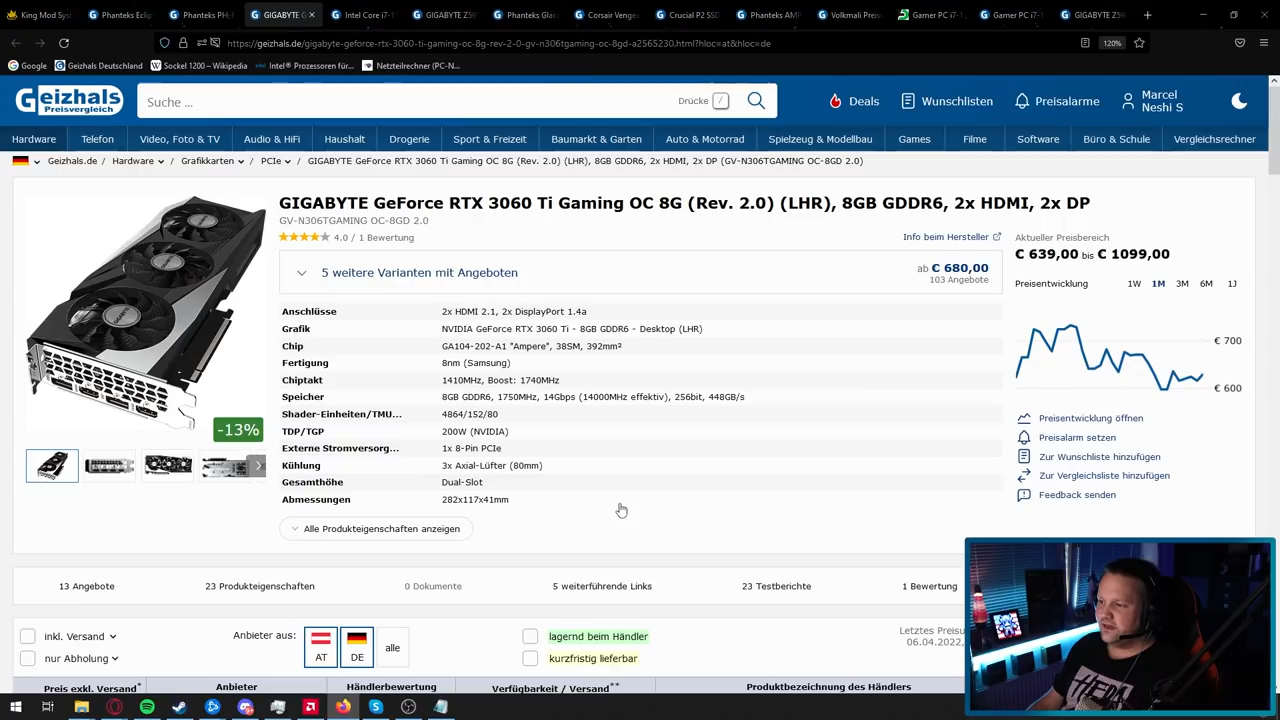 King Mod Sys
Phanteks Eclip
Phanteks PH-
GIGABYTE G
Intel Core i7-1
GIGABYTE Z59
Phanteks Glac
Corsair Venge
Crucial P2 SSD
Phanteks AMP
Volkmali Preis
Gamer PC i7-1
Gamer PC i7-1
GIGABYTE Z59
https://geizhals.de/gigabyte-geforce-rtx-3060-ti-gaming-oc-8g-rev-2-0-gv-n306tgaming-oc-8gd-a2565230.html?hloc=at&hloc=de
120%
Google
Geizhals Deutschland
Sockel 1200 – Wikipedia
Intel® Prozessoren für...
Netzteilrechner (PC-N...
Geizhals
Preisvergleich
Suche ...
Drücke /
Deals
Wunschlisten
Preisalarme
Marcel
Neshi S
Hardware
Telefon
Video, Foto & TV
Audio & HiFi
Haushalt
Drogerie
Sport & Freizeit
Baumarkt & Garten
Auto & Motorrad
Spielzeug & Modellbau
Games
Filme
Software
Büro & Schule
Vergleichsrechner
Geizhals.de
Hardware
Grafikkarten
PCIe
GIGABYTE GeForce RTX 3060 Ti Gaming OC 8G (Rev. 2.0) (LHR), 8GB GDDR6, 2x HDMI, 2x DP (GV-N306TGAMING OC-8GD 2.0)
GIGABYTE GeForce RTX 3060 Ti Gaming OC 8G (Rev. 2.0) (LHR), 8GB GDDR6, 2x HDMI, 2x DP
GV-N306TGAMING OC-8GD 2.0
4.0 / 1 Bewertung
Info beim Hersteller
5 weitere Varianten mit Angeboten
ab € 680,00
103 Angebote
Aktueller Preisbereich
€ 639,00 bis € 1099,00
Preisentwicklung
1W
1M
3M
6M
1J
€ 700
€ 600
Anschlüsse 2x HDMI 2.1, 2x DisplayPort 1.4a
Grafik NVIDIA GeForce RTX 3060 Ti - 8GB GDDR6 - Desktop (LHR)
Chip GA104-202-A1 "Ampere", 38SM, 392mm²
Fertigung 8nm (Samsung)
Chiptakt 1410MHz, Boost: 1740MHz
Speicher 8GB GDDR6, 1750MHz, 14Gbps (14000MHz effektiv), 256bit, 448GB/s
Shader-Einheiten/TMU... 4864/152/80
TDP/TGP 200W (NVIDIA)
Externe Stromversorg... 1x 8-Pin PCIe
Kühlung 3x Axial-Lüfter (80mm)
Gesamthöhe Dual-Slot
Abmessungen 282x117x41mm
Alle Produkteigenschaften anzeigen
-13%
Preisentwicklung öffnen
Preisalarm setzen
Zur Wunschliste hinzufügen
Zur Vergleichsliste hinzufügen
Feedback senden
13 Angebote
23 Produkteigenschaften
0 Dokumente
5 weiterführende Links
23 Testberichte
1 Bewertung
inkl. Versand
nur Abholung
Anbieter aus:
AT
DE
alle
lagernd beim Händler
kurzfristig lieferbar
Letztes Preisu
06.04.2022,
Preis exkl. Versand*
Anbieter
Händlerbewertung
Verfügbarkeit / Versand**
Produktbezeichnung des Händlers